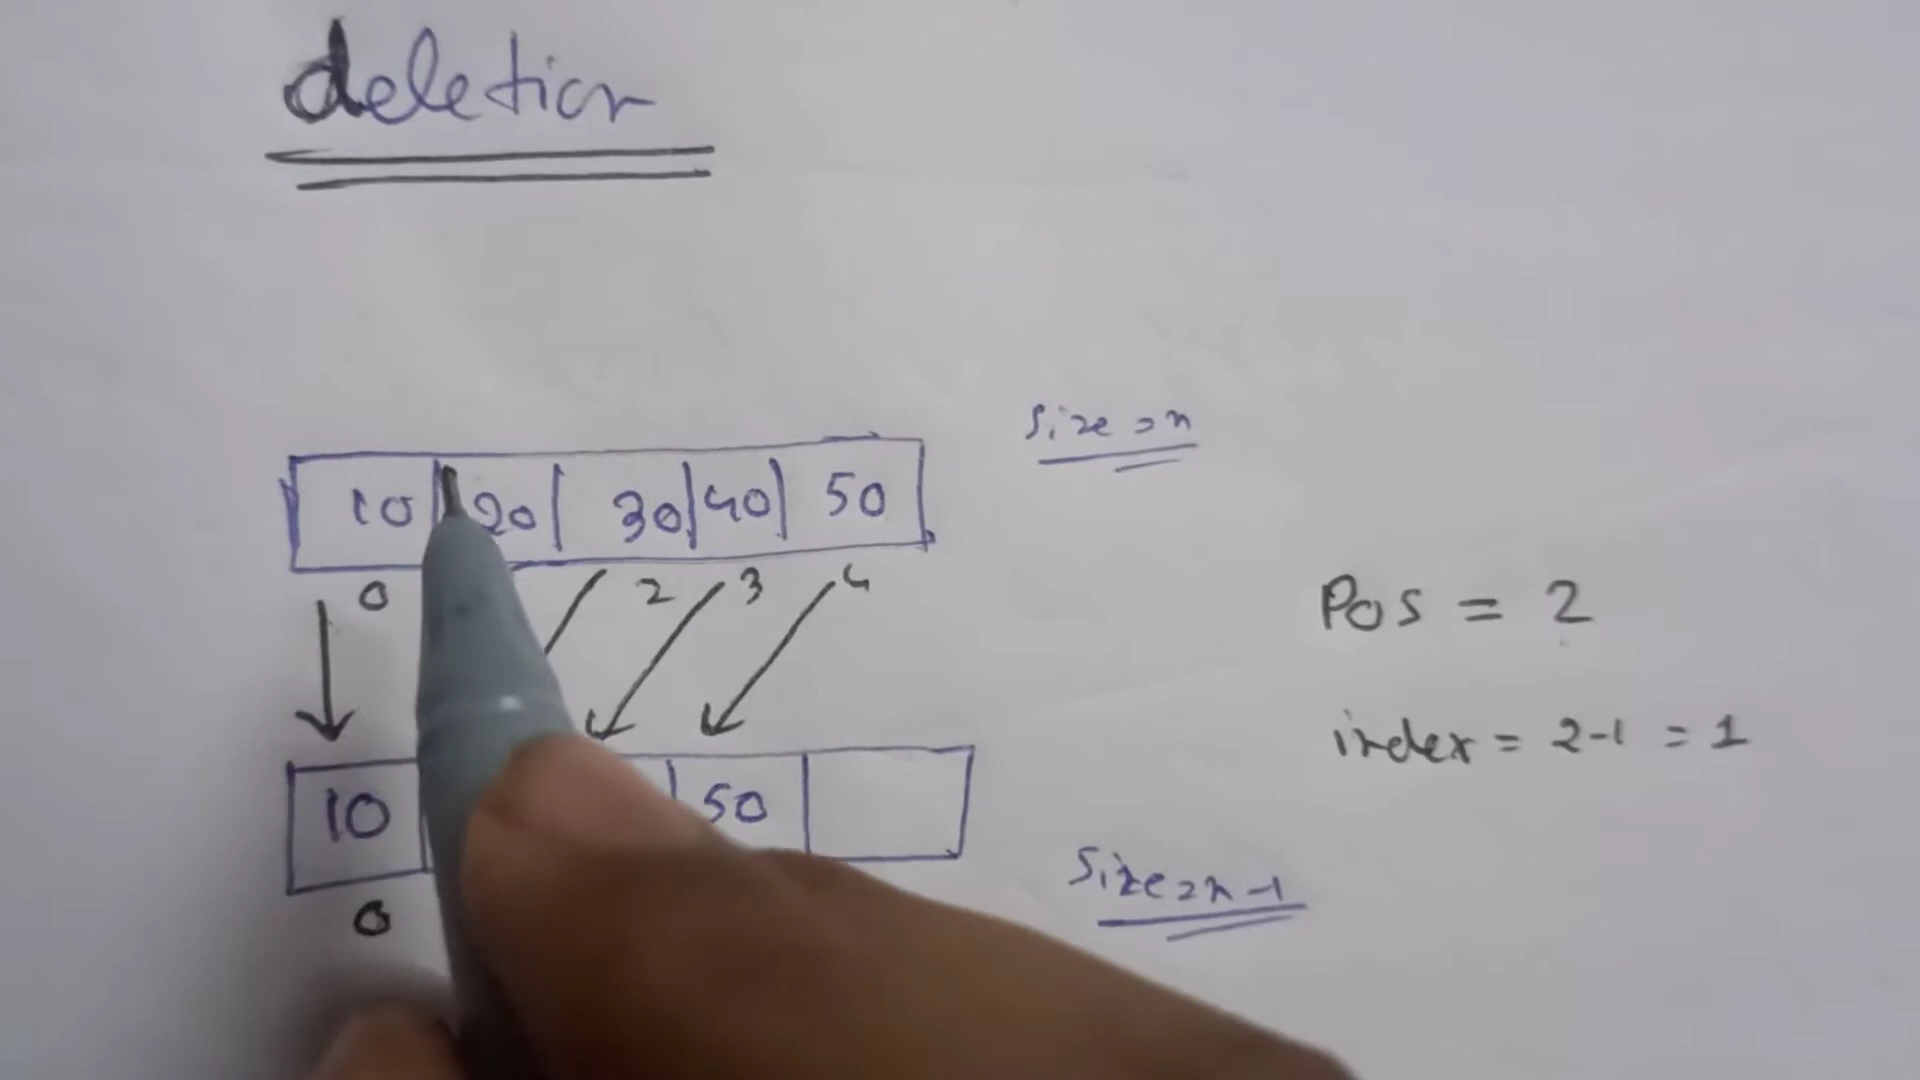 deletion
size = n
10 20 30 40 50
0 2 3 4
Pos = 2
index = 2-1 = 1
10 50
size = n-1
0